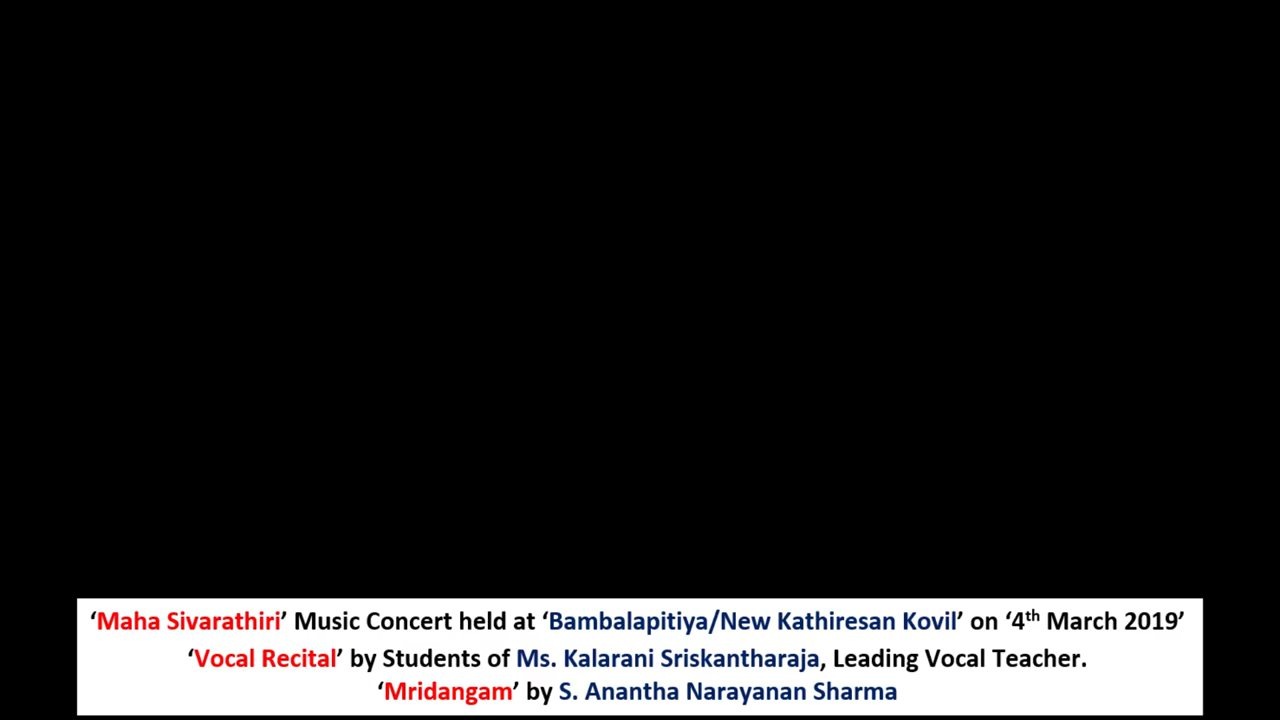 ‘Maha Sivarathiri’ Music Concert held at ‘Bambalapitiya/New Kathiresan Kovil’ on ‘4th March 2019’
‘Vocal Recital’ by Students of Ms. Kalarani Sriskantharaja, Leading Vocal Teacher.
‘Mridangam’ by S. Anantha Narayanan Sharma